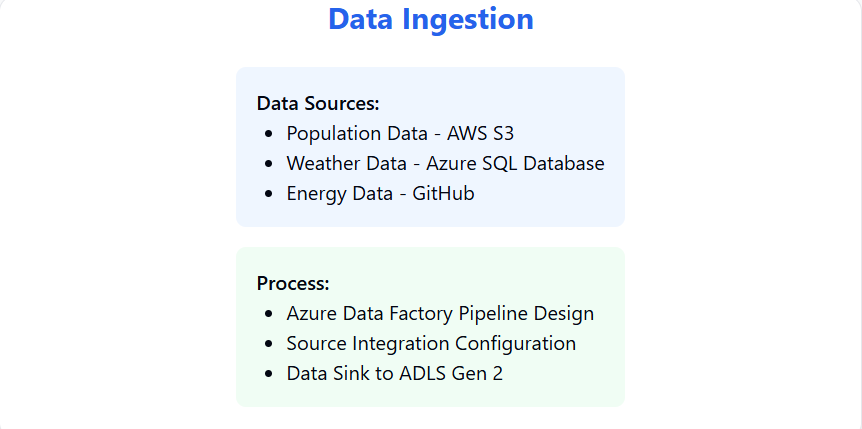 Data Ingestion
Data Sources:
• Population Data - AWS S3
• Weather Data - Azure SQL Database
• Energy Data - GitHub
Process:
• Azure Data Factory Pipeline Design
• Source Integration Configuration
• Data Sink to ADLS Gen 2